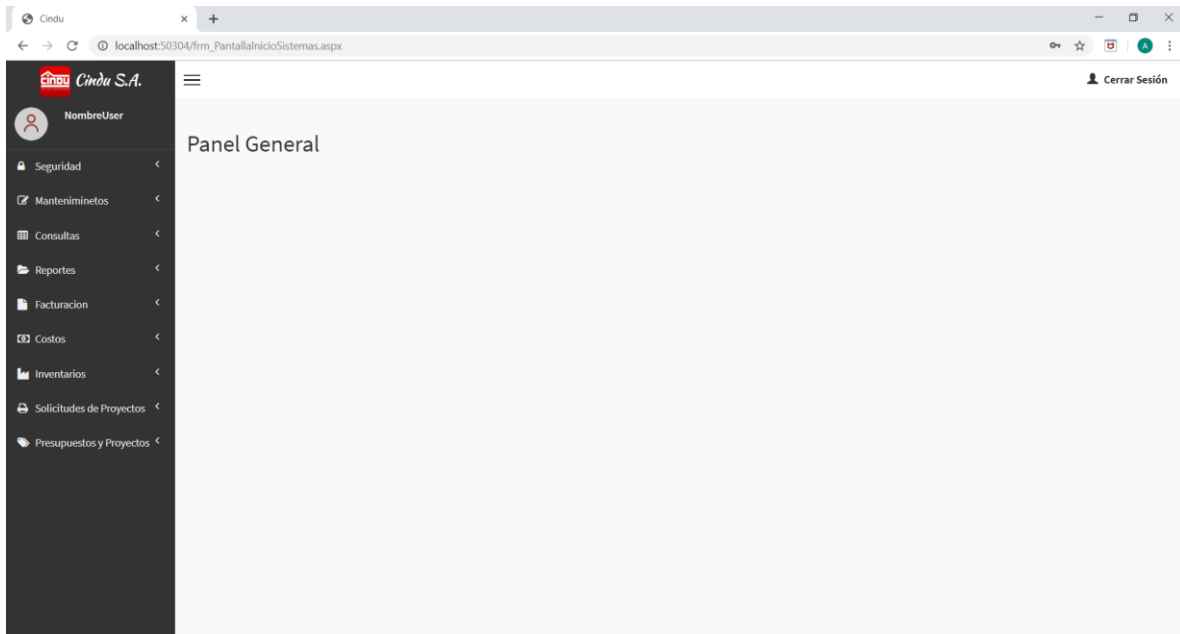 Cindu
localhost:50304/frm_PantallaInicioSistemas.aspx
A
cindu Cindu S.A.
Cerrar Sesión
NombreUser
Panel General
Seguridad
Manteniminetos
Consultas
Reportes
Facturacion
Costos
Inventarios
Solicitudes de Proyectos
Presupuestos y Proyectos